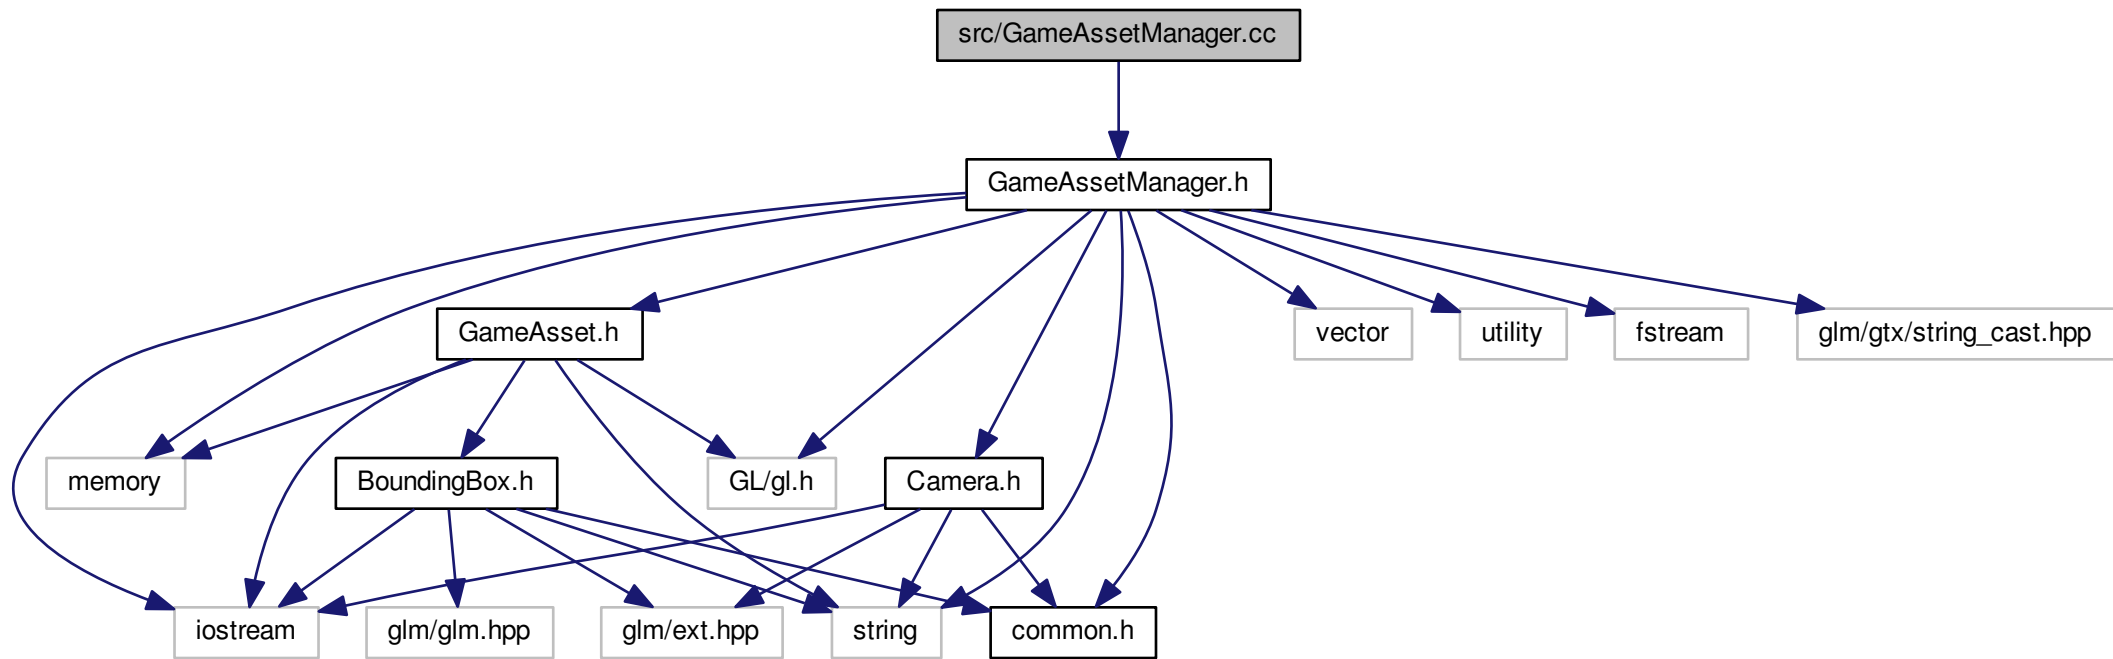 src/GameAssetManager.cc
GameAssetManager.h
GameAsset.h
vector
utility
fstream
glm/gtx/string_cast.hpp
memory
BoundingBox.h
GL/gl.h
Camera.h
iostream
glm/glm.hpp
glm/ext.hpp
string
common.h